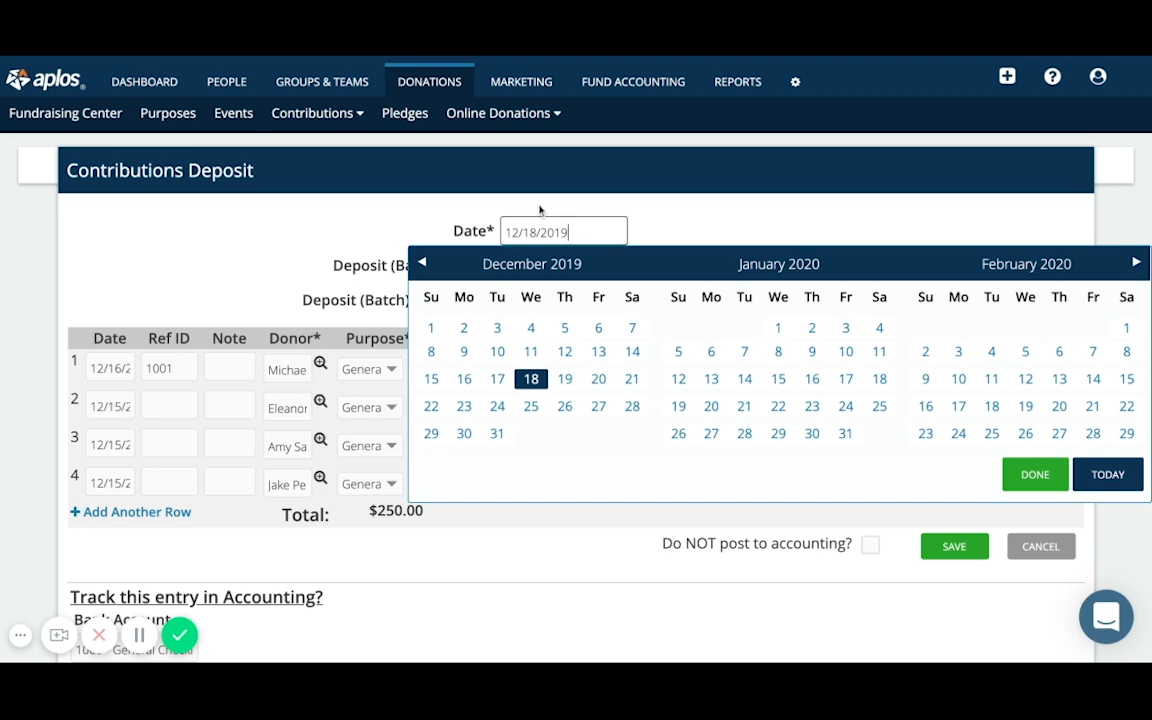 aplos
DASHBOARD PEOPLE GROUPS & TEAMS DONATIONS MARKETING FUND ACCOUNTING REPORTS
Fundraising Center Purposes Events Contributions Pledges Online Donations
Contributions Deposit
Date* 12/18/2019
Deposit (Ba
Deposit (Batch)
December 2019 January 2020 February 2020
Su Mo Tu We Th Fr Sa Su Mo Tu We Th Fr Sa Su Mo Tu We Th Fr Sa
1 2 3 4 5 6 7 1 2 3 4 1
8 9 10 11 12 13 14 5 6 7 8 9 10 11 2 3 4 5 6 7 8
15 16 17 18 19 20 21 12 13 14 15 16 17 18 9 10 11 12 13 14 15
22 23 24 25 26 27 28 19 20 21 22 23 24 25 16 17 18 19 20 21 22
29 30 31 26 27 28 29 30 31 23 24 25 26 27 28 29
DONE TODAY
Date Ref ID Note Donor* Purpose*
1 12/16/2 1001 Michae Genera
2 12/15/2 Eleanor Genera
3 12/15/2 Amy Sa Genera
4 12/15/2 Jake Pe Genera
+ Add Another Row Total: $250.00
Do NOT post to accounting? SAVE CANCEL
Track this entry in Accounting?